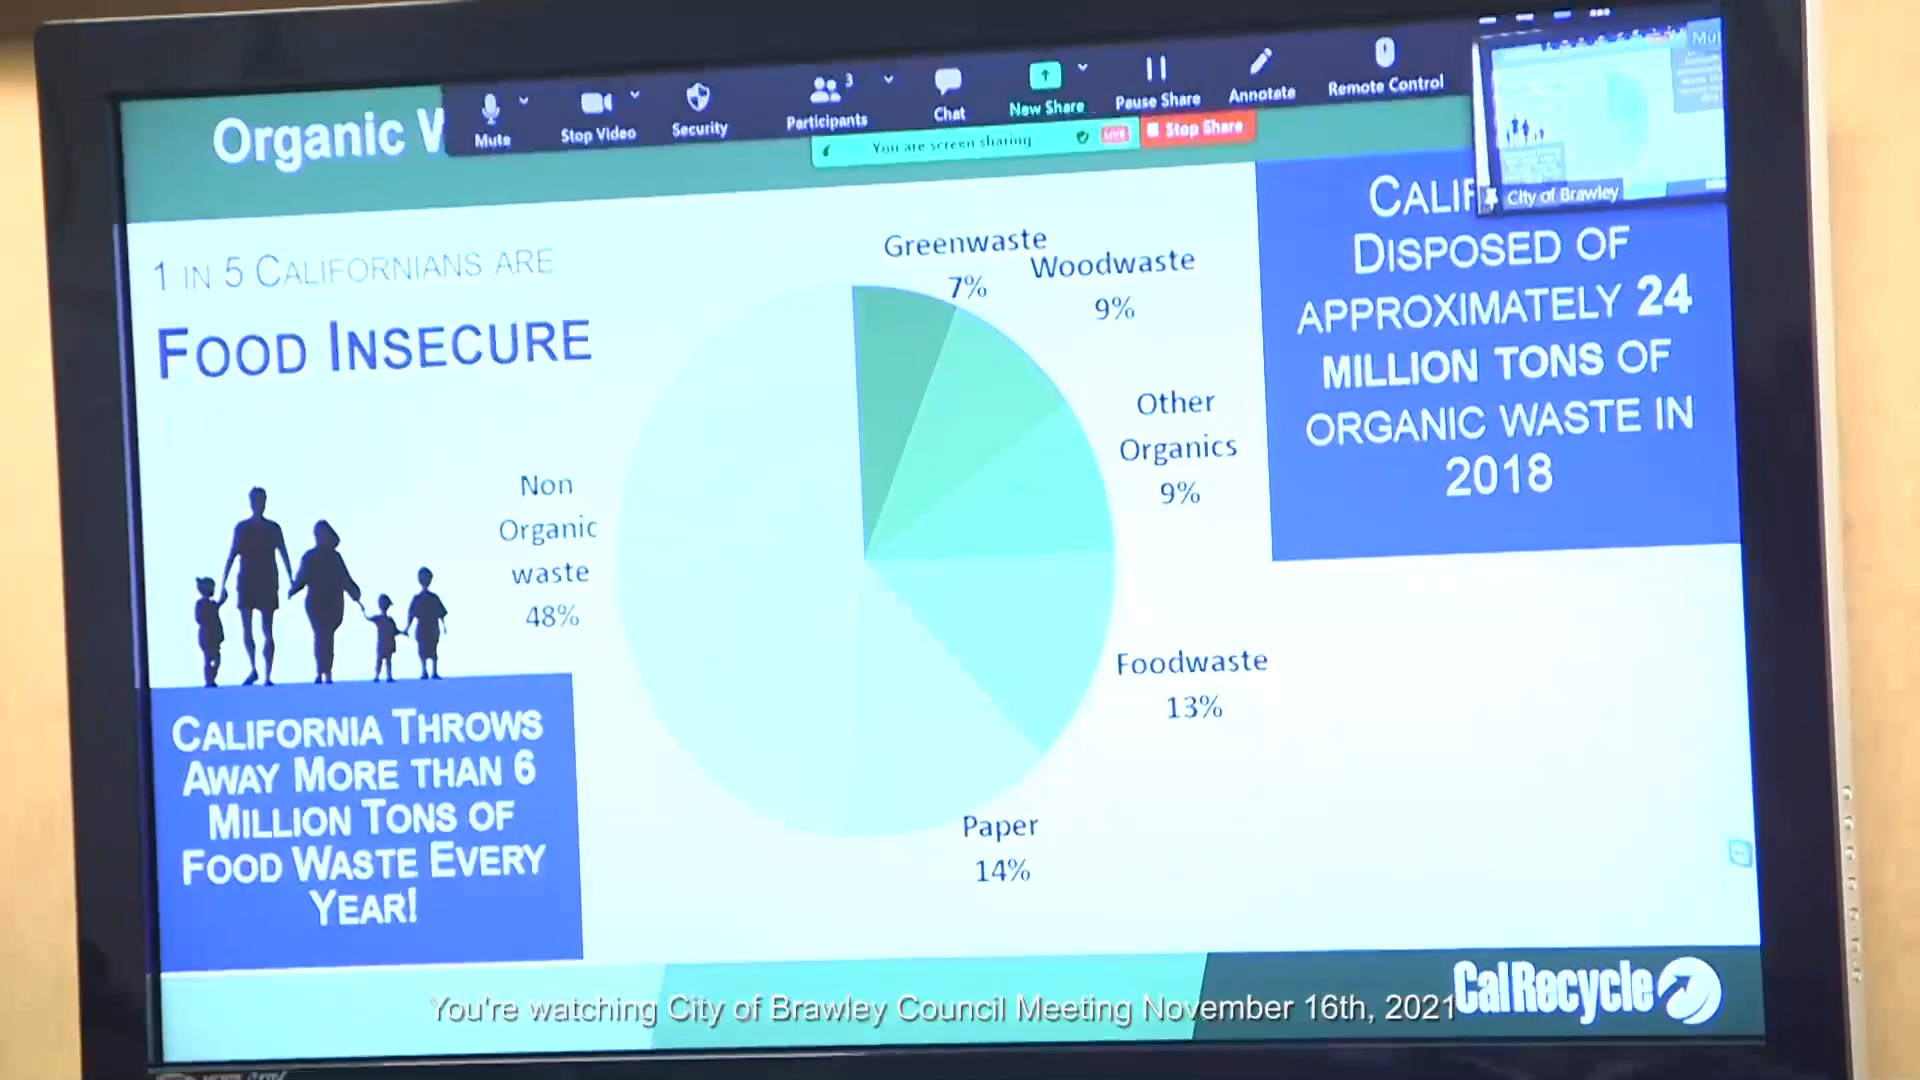 Mute
Stop Video
Security
Participants
3
Chat
New Share
Pause Share
Annotate
Remote Control
You are screen sharing
LIVE
Stop Share
City of Brawley
Organic
1 IN 5 CALIFORNIANS ARE
FOOD INSECURE
CALIFORNIA THROWS
AWAY MORE THAN 6
MILLION TONS OF
FOOD WASTE EVERY
YEAR!
Greenwaste
7%
Woodwaste
9%
Other
Organics
9%
Foodwaste
13%
Paper
14%
Non
Organic
waste
48%
CALIF
DISPOSED OF
APPROXIMATELY 24
MILLION TONS OF
ORGANIC WASTE IN
2018
CalRecycle
You're watching City of Brawley Council Meeting November 16th, 2021